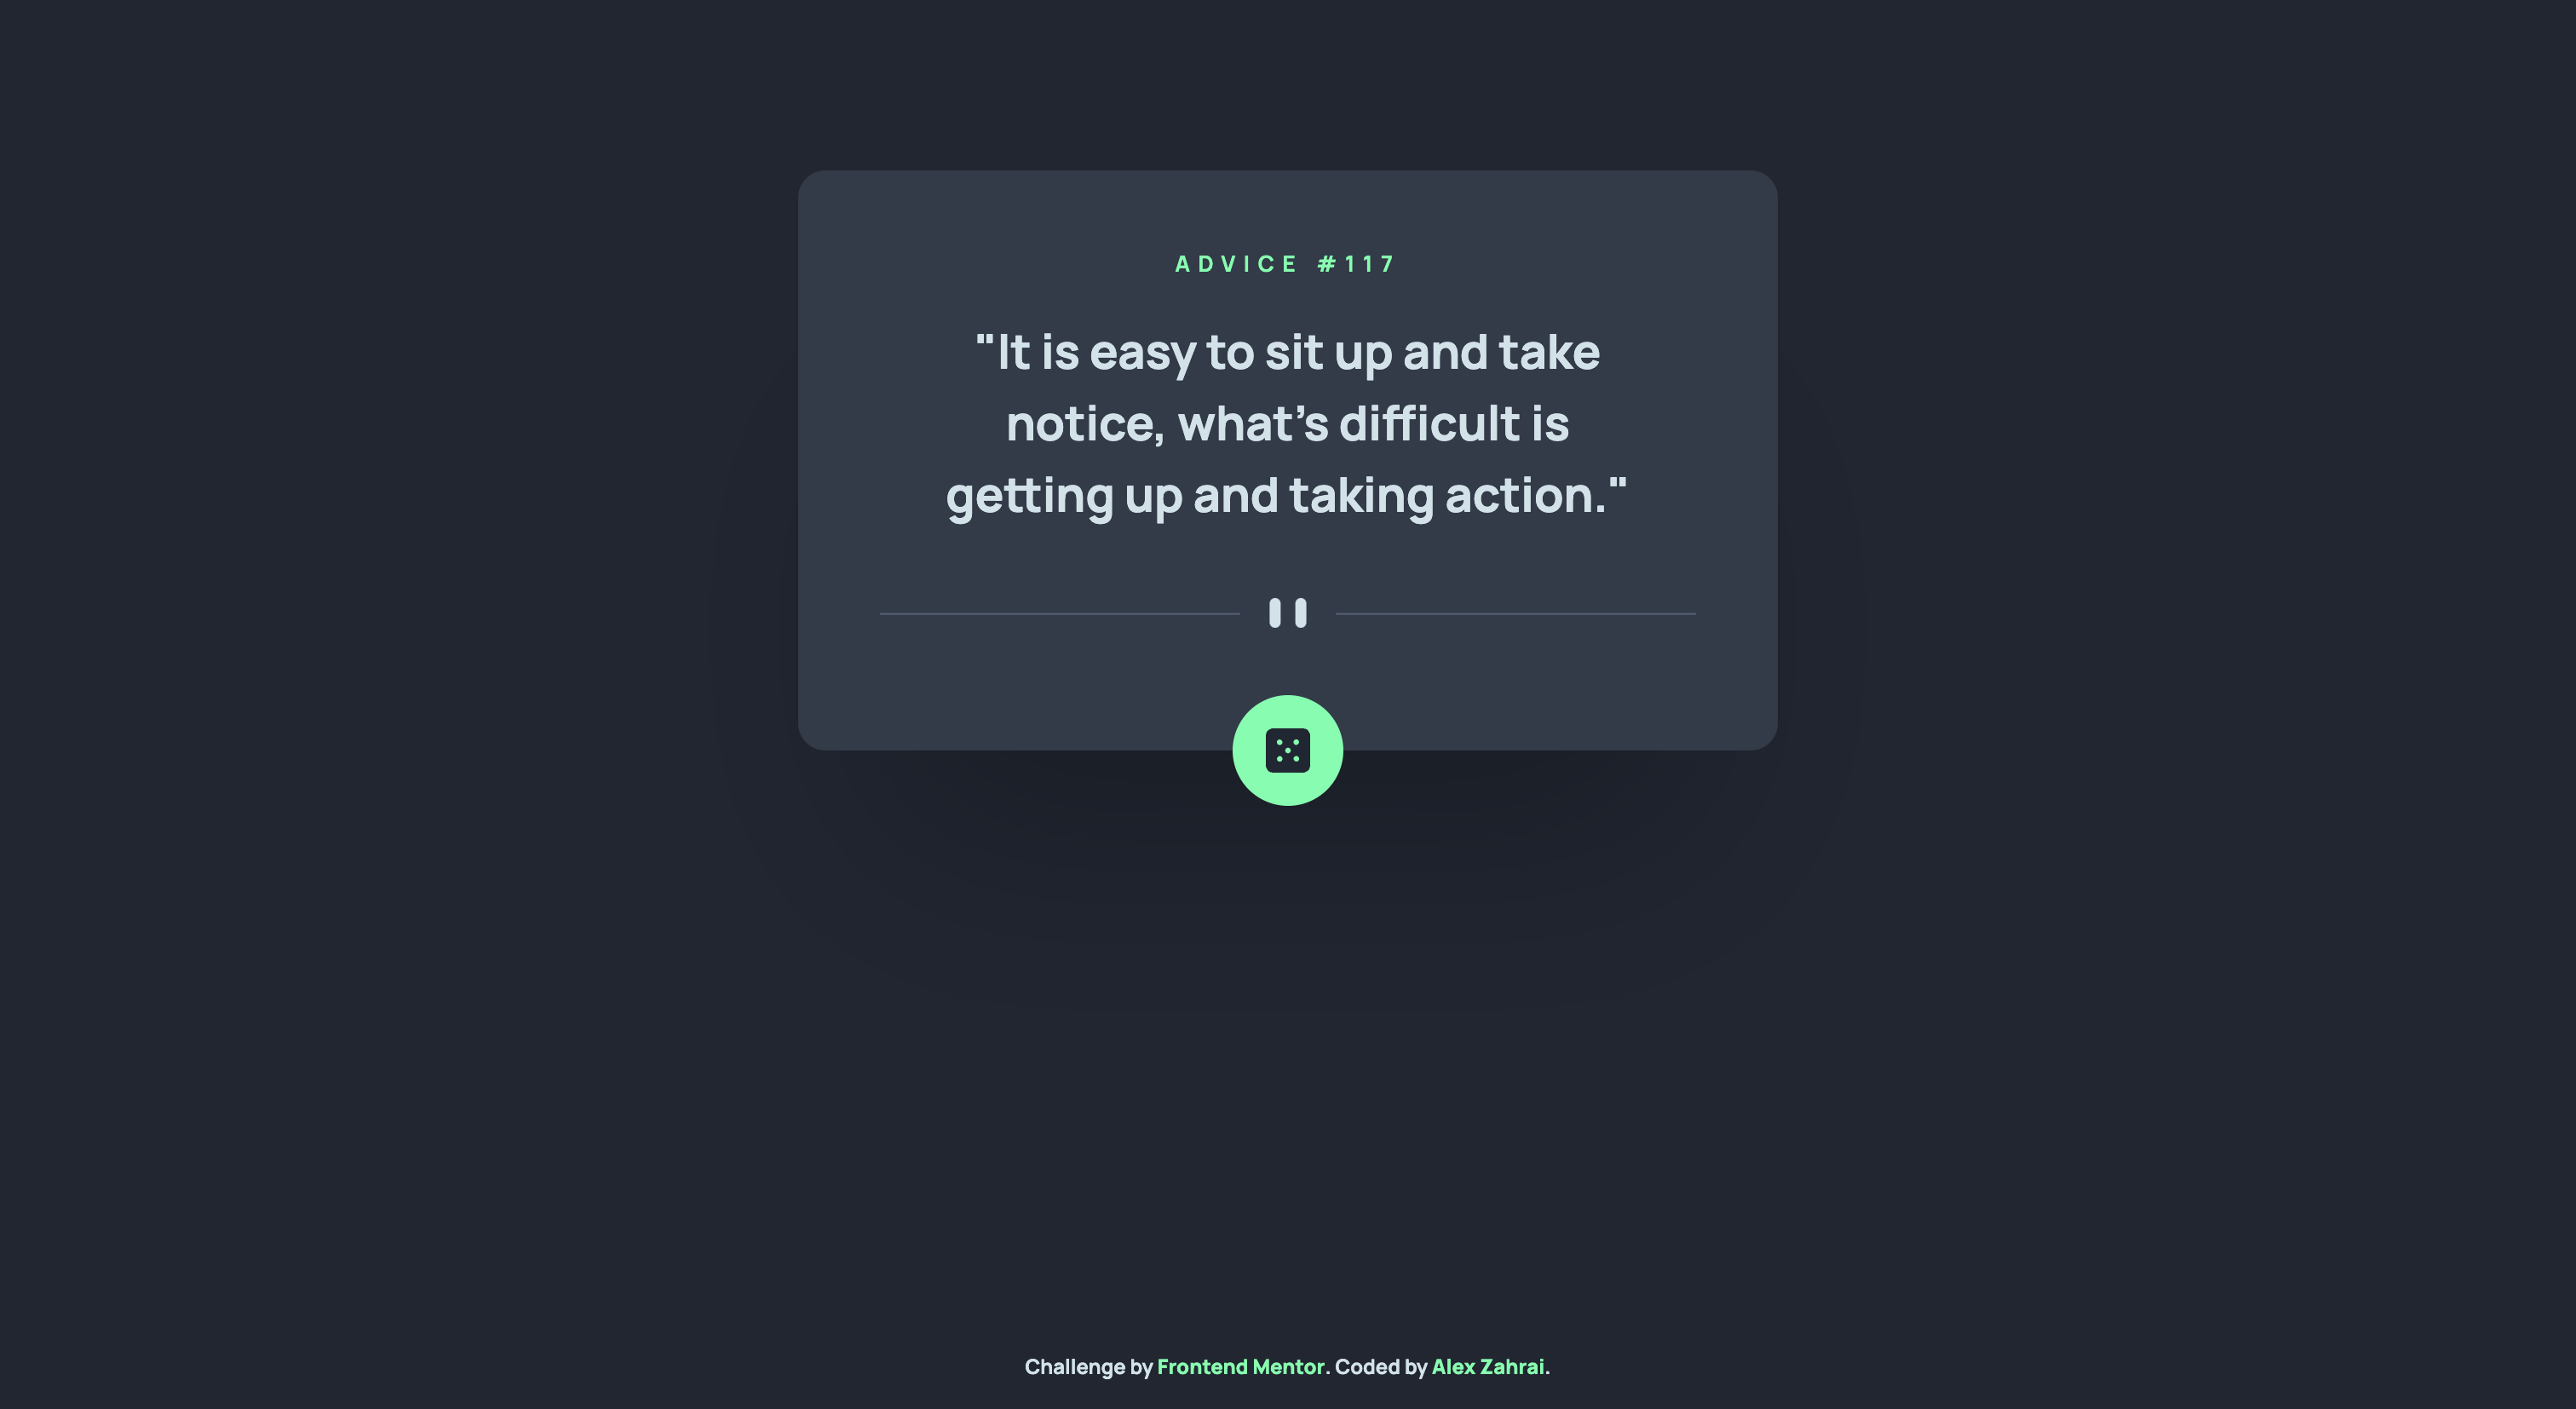 ADVICE #117
"It is easy to sit up and take
notice, what's difficult is
getting up and taking action."
Challenge by Frontend Mentor. Coded by Alex Zahrai.